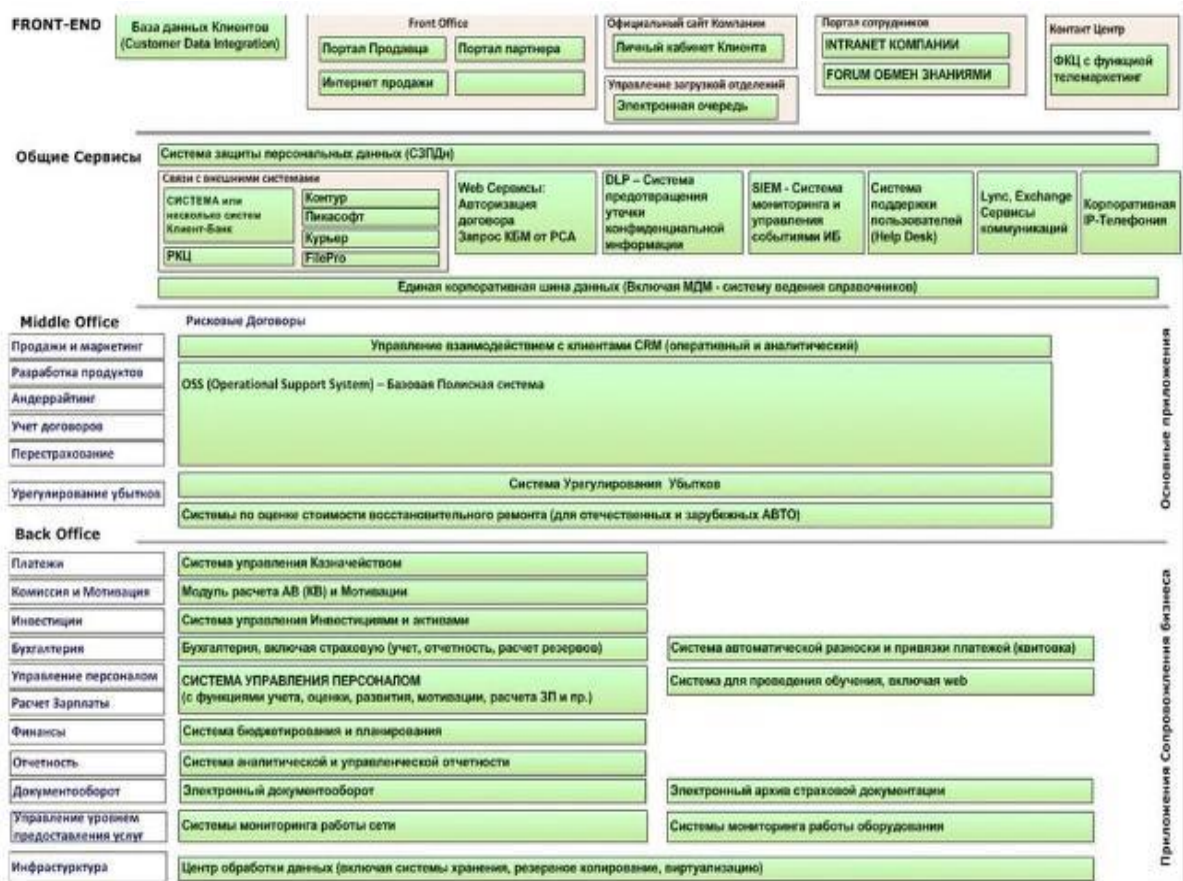 FRONT-END
База данных Клиентов
(Customer Data Integration)
Front Office
Портал Продавца
Портал партнера
Интернет продажи
Официальный сайт Компании
Личный кабинет Клиента
Управление загрузкой отделений
Электронная очередь
Портал сотрудников
INTRANET КОМПАНИИ
FORUM ОБМЕН ЗНАНИЯМИ
Контакт Центр
ФКЦ с функцией
телемаркетинг
Общие Сервисы
Система защиты персональных данных (СЗПДн)
Связи с внешними системами
СИСТЕМА или
несколько систем
Клиент-Банк
РКЦ
Контур
Пикасофт
Курьер
FilePro
Web Сервисы:
Авторизация
договора
Запрос КБМ от РСА
DLP – Система
предотвращения
утечки
конфиденциальной
информации
SIEM - Система
мониторинга и
управления
событиями ИБ
Система
поддержки
пользователей
(Help Desk)
Lync, Exchange
Сервисы
коммуникаций
Корпоративная
IP-Телефония
Единая корпоративная шина данных (Включая МДМ - систему ведения справочников)
Middle Office
Рисковые Договоры
Продажи и маркетинг
Управление взаимодействием с клиентами CRM (оперативный и аналитический)
Разработка продуктов
Андеррайтинг
Учет договоров
Перестрахование
OSS (Operational Support System) – Базовая Полисная система
Урегулирование убытков
Система Урегулирования Убытков
Системы по оценке стоимости восстановительного ремонта (для отечественных и зарубежных АВТО)
Основные приложения
Back Office
Платежи
Система управления Казначейством
Комиссия и Мотивация
Модуль расчета АВ (КВ) и Мотивации
Инвестиции
Система управления Инвестициями и активами
Бухгалтерия
Бухгалтерия, включая страховую (учет, отчетность, расчет резервов)
Система автоматической разноски и привязки платежей (квитовка)
Управление персоналом
Расчет Зарплаты
СИСТЕМА УПРАВЛЕНИЯ ПЕРСОНАЛОМ
(с функциями учета, оценки, развития, мотивации, расчета ЗП и пр.)
Система для проведения обучения, включая web
Финансы
Система бюджетирования и планирования
Отчетность
Система аналитической и управленческой отчетности
Документооборот
Электронный документооборот
Электронный архив страховой документации
Управление уровнем
предоставления услуг
Системы мониторинга работы сети
Системы мониторинга работы оборудования
Инфраструртура
Центр обработки данных (включая системы хранения, резервное копирование, виртуализацию)
Приложения Сопровождения бизнеса